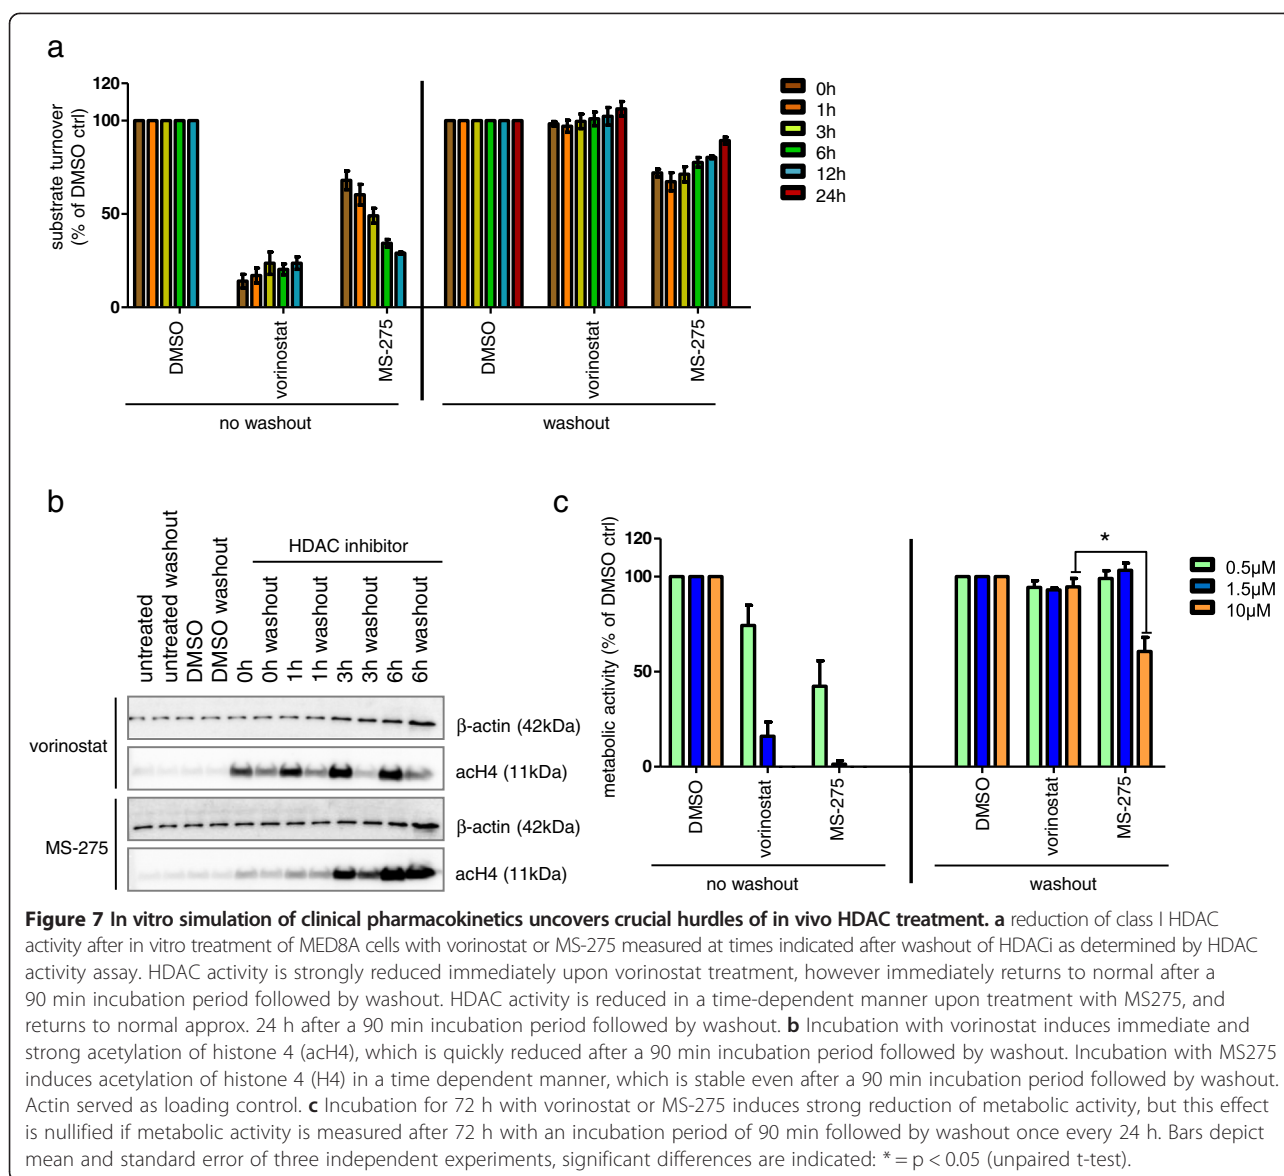 a
120
100
50
0
substrate turnover
(% of DMSO ctrl)
0h
1h
3h
6h
12h
24h
DMSO
vorinostat
MS-275
DMSO
vorinostat
MS-275
no washout
washout
b
untreated
untreated washout
DMSO
DMSO washout
HDAC inhibitor
0h
0h washout
1h
1h washout
3h
3h washout
6h
6h washout
vorinostat
β-actin (42kDa)
acH4 (11kDa)
MS-275
β-actin (42kDa)
acH4 (11kDa)
c
120
100
50
0
metabolic activity (% of DMSO ctrl)
*
0.5µM
1.5µM
10µM
DMSO
vorinostat
MS-275
DMSO
vorinostat
MS-275
no washout
washout
Figure 7 In vitro simulation of clinical pharmacokinetics uncovers crucial hurdles of in vivo HDAC treatment. a reduction of class I HDAC
activity after in vitro treatment of MED8A cells with vorinostat or MS-275 measured at times indicated after washout of HDACi as determined by HDAC
activity assay. HDAC activity is strongly reduced immediately upon vorinostat treatment, however immediately returns to normal after a
90 min incubation period followed by washout. HDAC activity is reduced in a time-dependent manner upon treatment with MS275, and
returns to normal approx. 24 h after a 90 min incubation period followed by washout. b Incubation with vorinostat induces immediate and
strong acetylation of histone 4 (acH4), which is quickly reduced after a 90 min incubation period followed by washout. Incubation with MS275
induces acetylation of histone 4 (H4) in a time dependent manner, which is stable even after a 90 min incubation period followed by washout.
Actin served as loading control. c Incubation for 72 h with vorinostat or MS-275 induces strong reduction of metabolic activity, but this effect
is nullified if metabolic activity is measured after 72 h with an incubation period of 90 min followed by washout once every 24 h. Bars depict
mean and standard error of three independent experiments, significant differences are indicated: * = p < 0.05 (unpaired t-test).